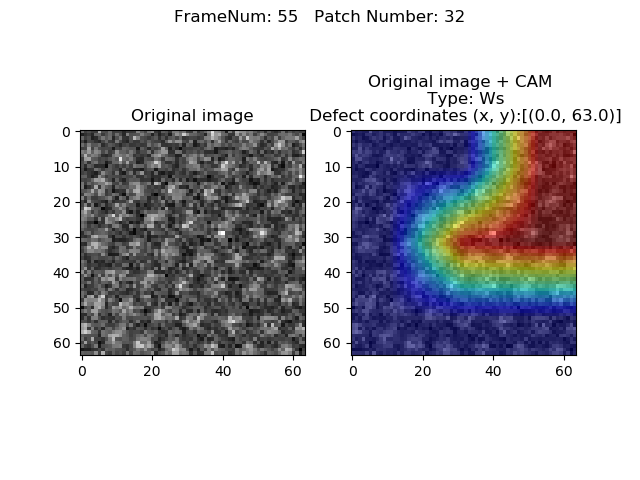 FrameNum: 55   Patch Number: 32
Original image
Original image + CAM
Type: Ws
Defect coordinates (x, y):[(0.0, 63.0)]
0
10
20
30
40
50
60
0 20 40 60
0
10
20
30
40
50
60
0 20 40 60